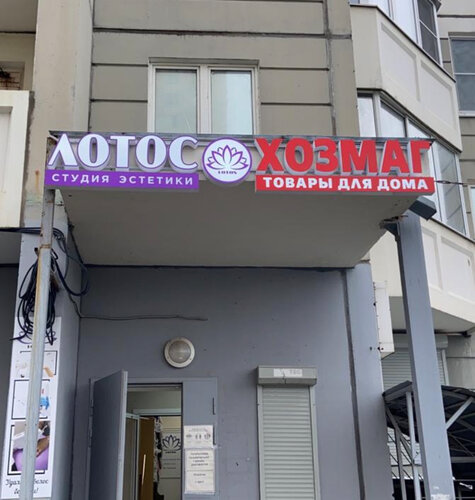 ЛОТОС
СТУДИЯ ЭСТЕТИКИ
LOTOS
ХОЗМАГ
ТОВАРЫ ДЛЯ ДОМА